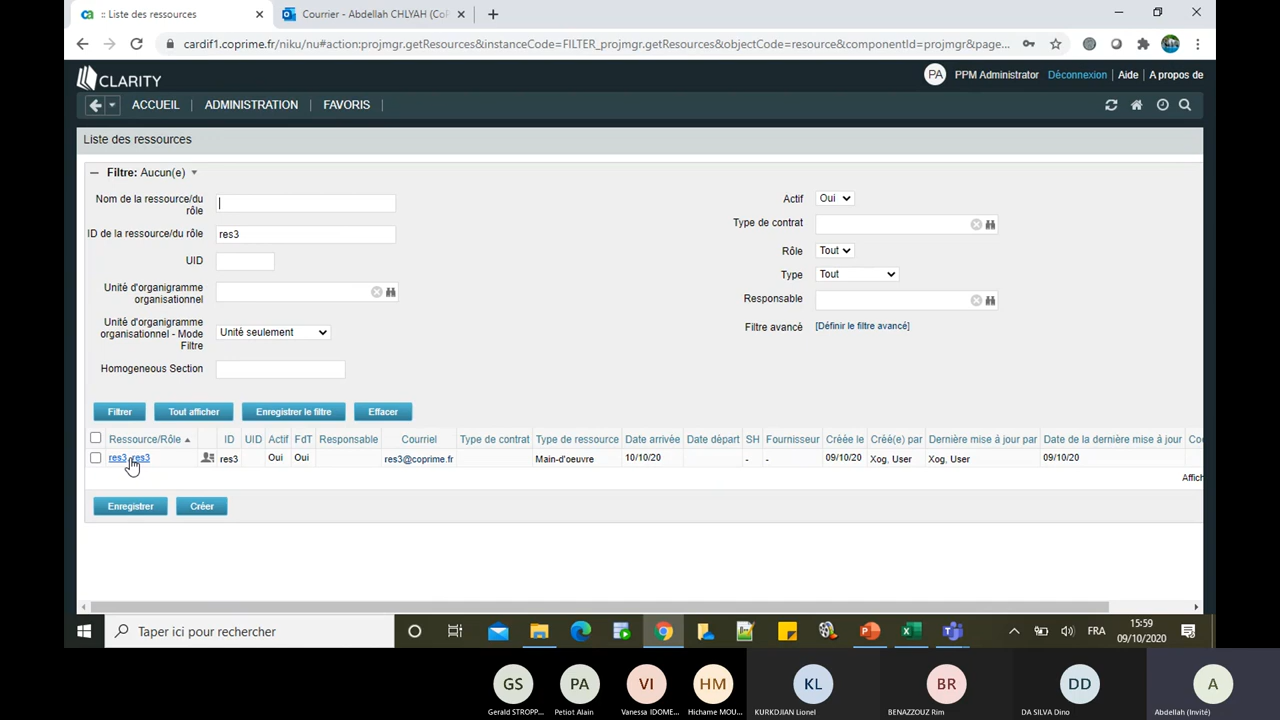 :: Liste des ressources
Courrier - Abdellah CHLYAH (Co
cardif1.coprime.fr/niku/nu#action:projmgr.getResources&instanceCode=FILTER_projmgr.getResources&objectCode=resource&componentId=projmgr&page...
CLARITY
PA PPM Administrator Déconnexion Aide A propos de
ACCUEIL ADMINISTRATION FAVORIS
Liste des ressources
Filtre: Aucun(e)
Nom de la ressource/du rôle
Actif Oui
ID de la ressource/du rôle res3
Type de contrat
UID
Rôle Tout
Type Tout
Unité d'organigramme organisationnel
Responsable
Unité d'organigramme organisationnel - Mode Filtre Unité seulement
Filtre avancé [Définir le filtre avancé]
Homogeneous Section
Filtrer Tout afficher Enregistrer le filtre Effacer
Ressource/Rôle ID UID Actif FdT Responsable Courriel Type de contrat Type de ressource Date arrivée Date départ SH Fournisseur Créée le Créé(e) par Dernière mise à jour par Date de la dernière mise à jour Coc
res3, res3 res3 Oui Oui res3@coprime.fr Main-d'oeuvre 10/10/20 - - 09/10/20 Xog, User Xog, User 09/10/20
Affich
Enregistrer Créer
Taper ici pour rechercher
FRA
15:59
09/10/2020
GS PA VI HM KL BR DD A
Gerald STROPP... Petiot Alain Vanessa IDOME... Hichame MOU... KURKDJIAN Lionel BENAZZOUZ Rim DA SILVA Dino Abdellah (Invité)